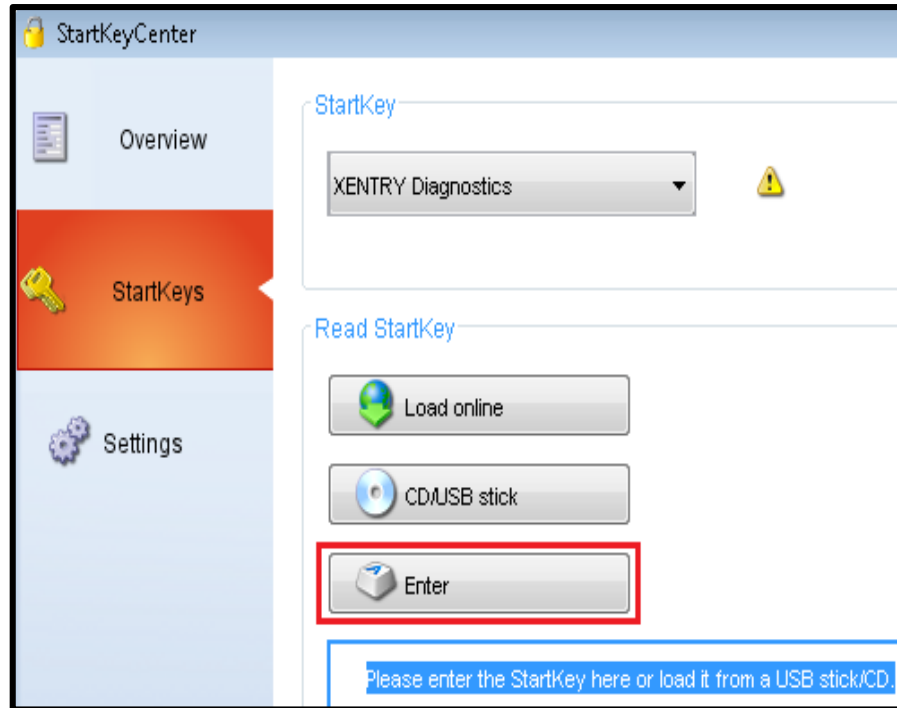 StartKeyCenter
Overview
StartKeys
Settings
StartKey
XENTRY Diagnostics
Read StartKey
Load online
CD/USB stick
Enter
Please enter the StartKey here or load it from a USB stick/CD.